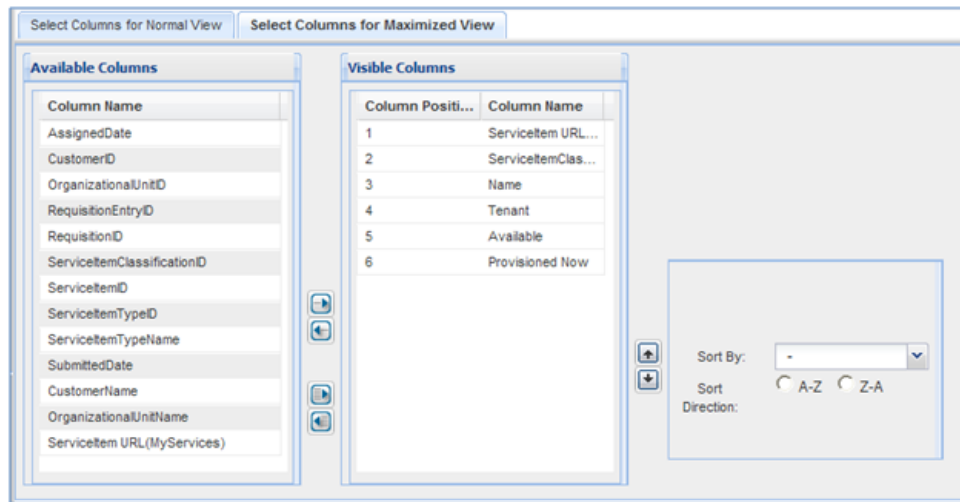 Select Columns for Normal View
Select Columns for Maximized View
Available Columns
Column Name
AssignedDate
CustomerID
OrganizationalUnitID
RequisitionEntryID
RequisitionID
ServiceItemClassificationID
ServiceItemID
ServiceItemTypeID
ServiceItemTypeName
SubmittedDate
CustomerName
OrganizationalUnitName
ServiceItem URL(MyServices)
Visible Columns
Column Positi... Column Name
1 ServiceItem URL...
2 ServiceItemClas...
3 Name
4 Tenant
5 Available
6 Provisioned Now
Sort By: -
Sort Direction: A-Z Z-A